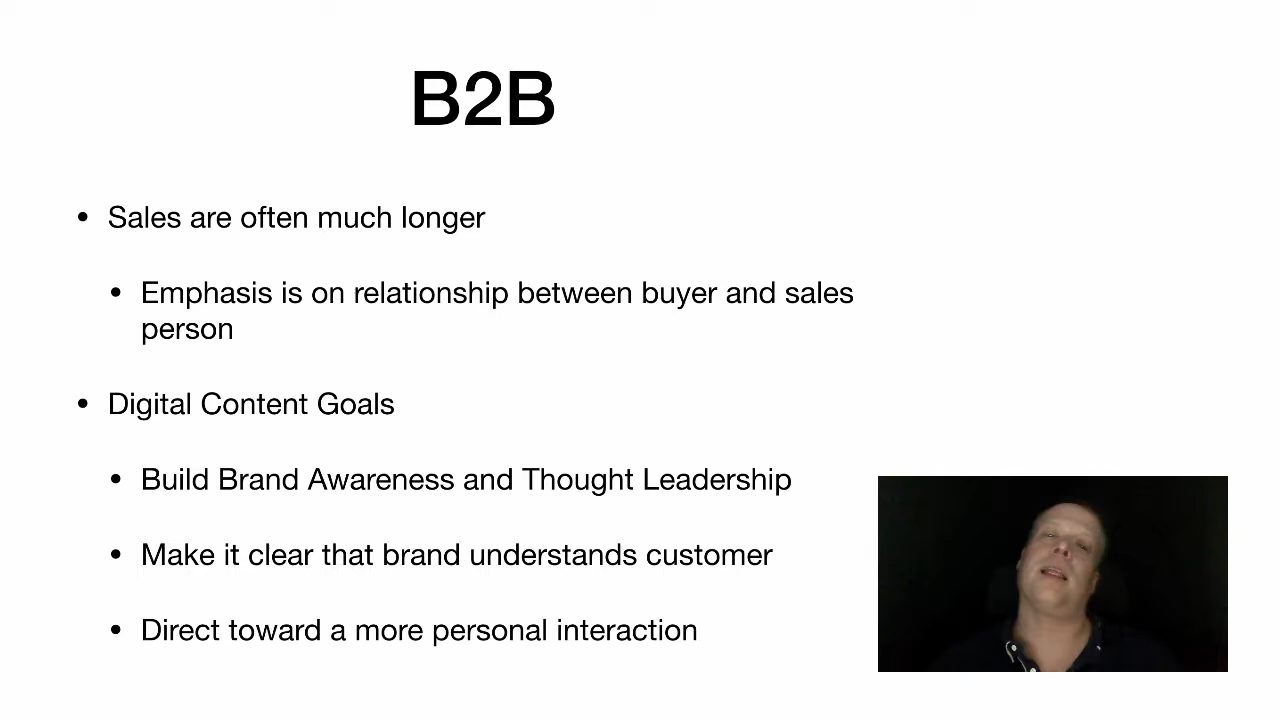 B2B
• Sales are often much longer
• Emphasis is on relationship between buyer and sales
person
• Digital Content Goals
• Build Brand Awareness and Thought Leadership
• Make it clear that brand understands customer
• Direct toward a more personal interaction